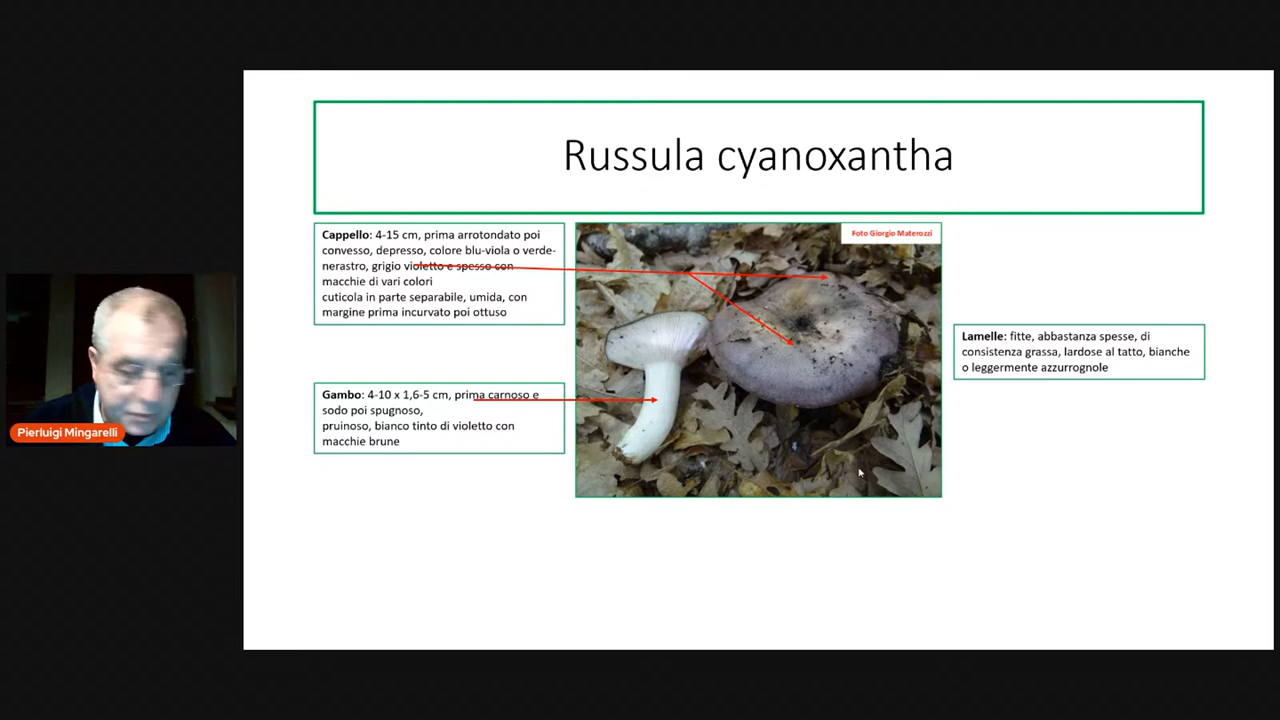 Russula cyanoxantha
Cappello: 4-15 cm, prima arrotondato poi
convesso, depresso, colore blu-viola o verde-
nerastro, grigio violetto e spesso con
macchie di vari colori
cuticola in parte separabile, umida, con
margine prima incurvato poi ottuso
Foto Giorgio Materozzi
Lamelle: fitte, abbastanza spesse, di
consistenza grassa, lardose al tatto, bianche
o leggermente azzurrognole
Gambo: 4-10 x 1,6-5 cm, prima carnoso e
sodo poi spugnoso,
pruinoso, bianco tinto di violetto con
macchie brune
Pierluigi Mingarelli